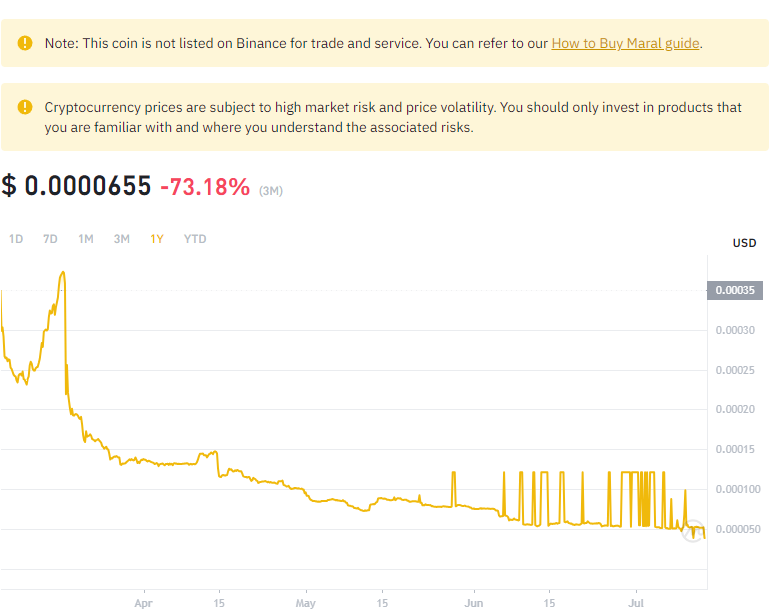 Note: This coin is not listed on Binance for trade and service. You can refer to our How to Buy Maral guide.
Cryptocurrency prices are subject to high market risk and price volatility. You should only invest in products that
you are familiar with and where you understand the associated risks.
$ 0.0000655 -73.18% (3M)
1D 7D 1M 3M 1Y YTD
USD
0.00035
0.00030
0.00025
0.00020
0.00015
0.000100
0.000050
Apr 15 May 15 Jun 15 Jul